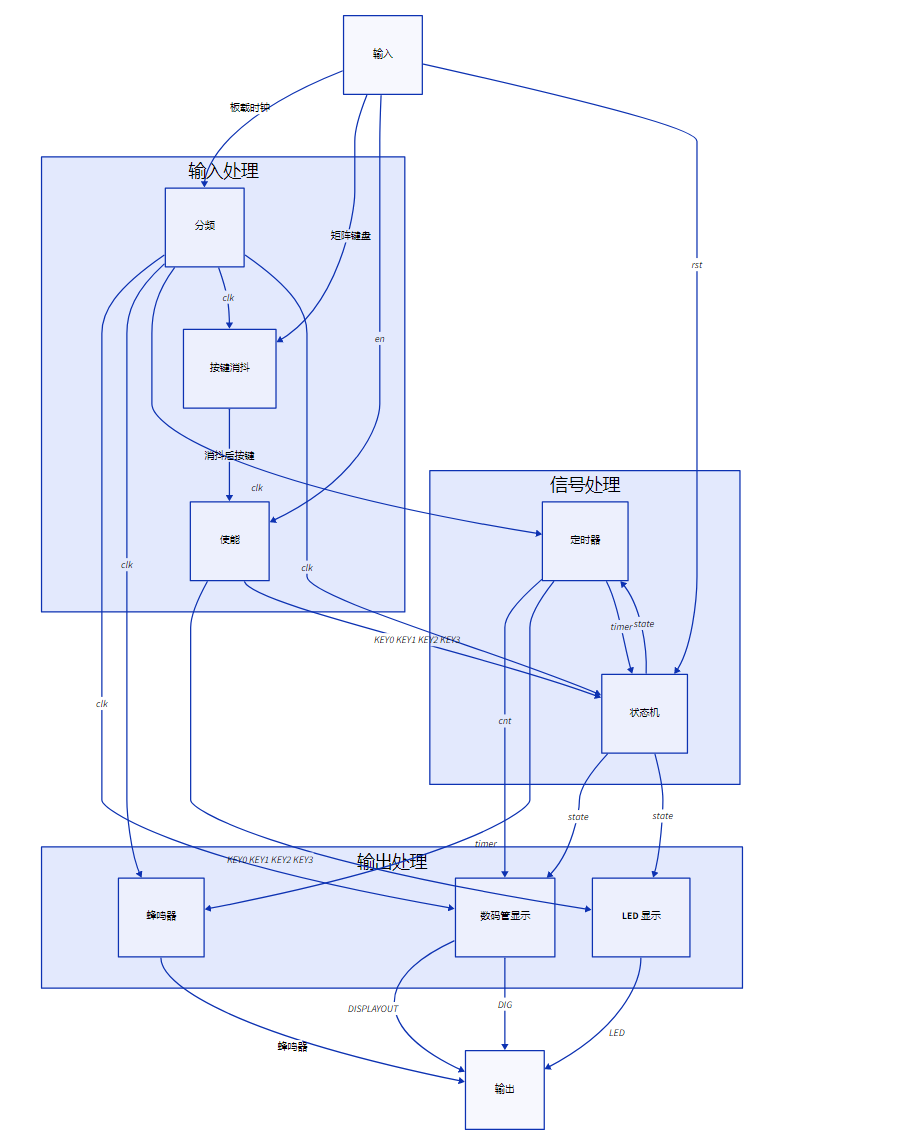 输入
板载时钟
输入处理
分频
矩阵键盘
rst
clk
en
按键消抖
消抖后按键
clk
信号处理
使能
定时器
clk
clk
timer
state
KEY0 KEY1 KEY2 KEY3
clk
状态机
cnt
state
state
timer
KEY0 KEY1 KEY2 KEY3
输出处理
蜂鸣器
数码管显示
LED 显示
DISPLAYOUT
DIG
LED
蜂鸣器
输出